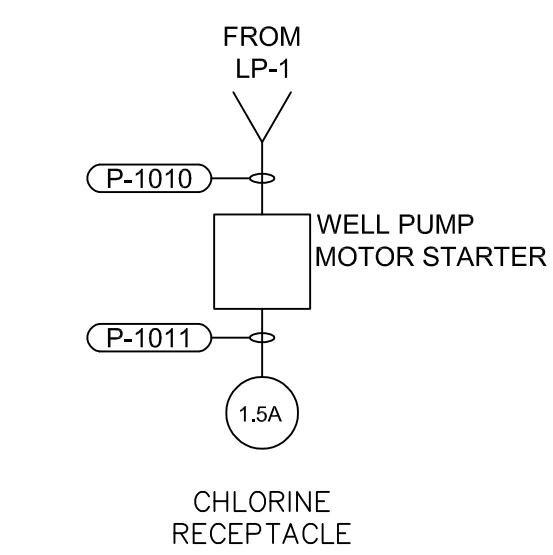 FROM
LP-1
P-1010
WELL PUMP
MOTOR STARTER
P-1011
1.5A
CHLORINE
RECEPTACLE